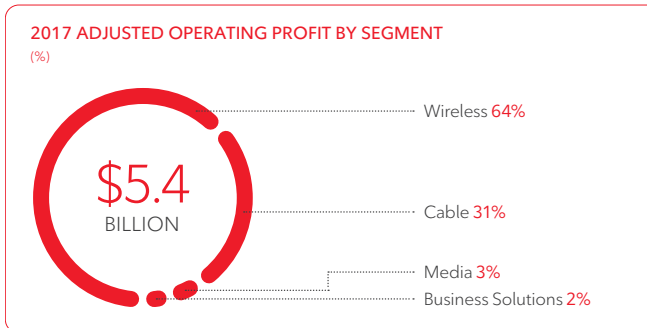 2017 ADJUSTED OPERATING PROFIT BY SEGMENT
(%)
Wireless 64%
$5.4
BILLION
Cable 31%
Media 3%
Business Solutions 2%